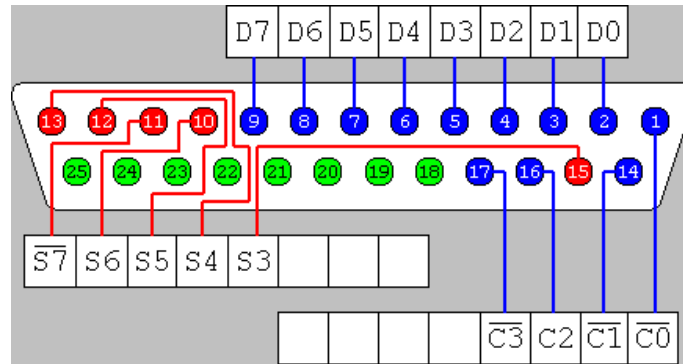 D7 D6 D5 D4 D3 D2 D1 D0
13 12 11 10 9 8 7 6 5 4 3 2 1
25 24 23 22 21 20 19 18 17 16 15 14
S̅7̅ S6 S5 S4 S3
C̅3̅ C2 C̅1̅ C̅0̅